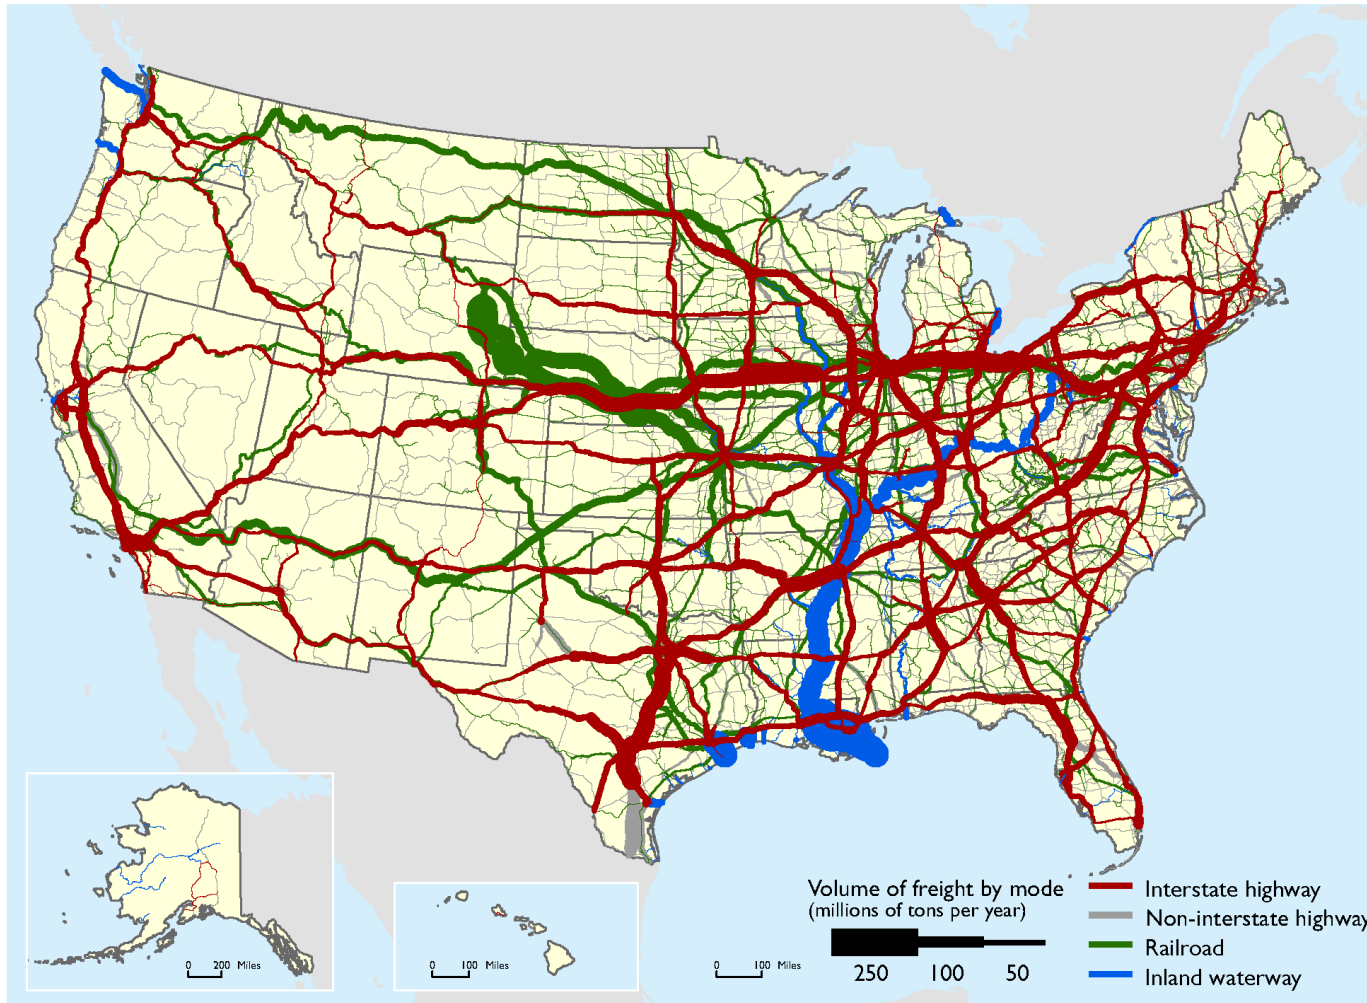 0 200 Miles
0 100 Miles
0 100 Miles
Volume of freight by mode
(millions of tons per year)
250 100 50
Interstate highway
Non-interstate highway
Railroad
Inland waterway